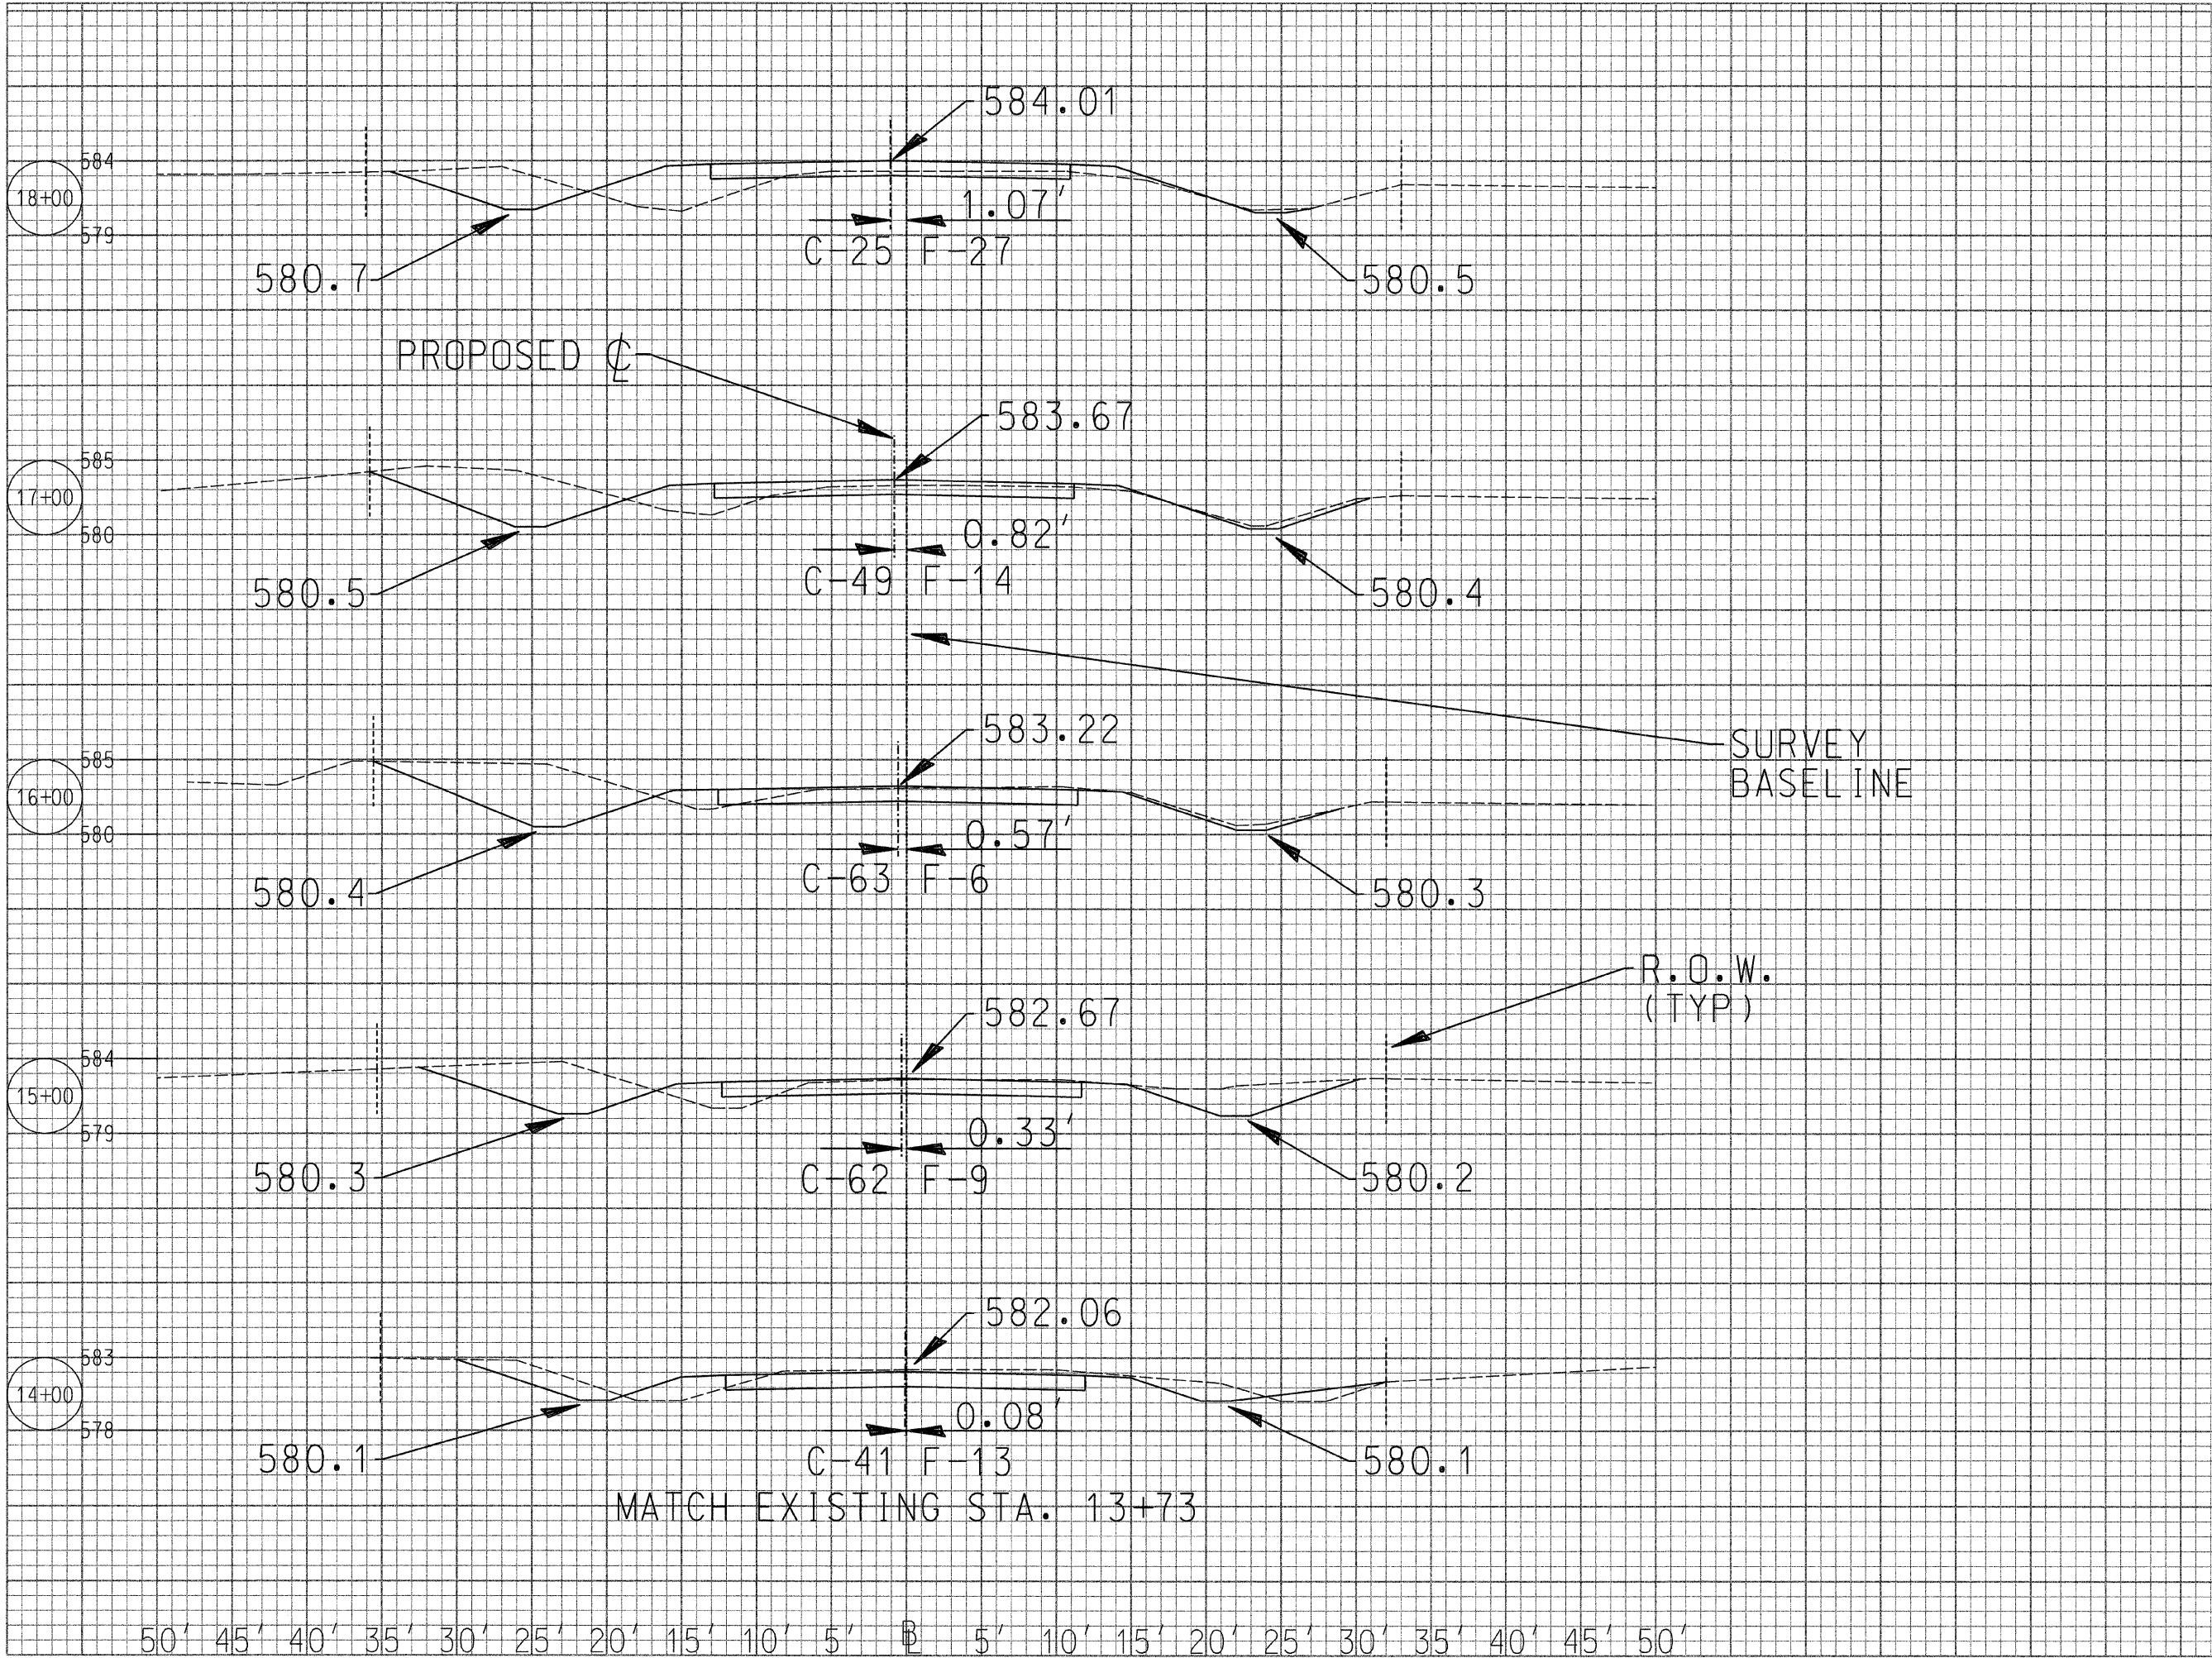 584.01
584
18+00
1.07'
579
C-25 F-27
580.7
580.5
PROPOSED ℄
583.67
585
17+00
0.82'
580
C-49 F-14
580.5
580.4
583.22
SURVEY
BASELINE
585
16+00
0.57'
580
C-63 F-6
580.4
580.3
R.O.W.
(TYP)
582.67
584
15+00
0.33'
579
C-62 F-9
580.3
580.2
582.06
583
14+00
0.08'
578
C-41 F-13
580.1
580.1
MATCH EXISTING STA. 13+73
50' 45' 40' 35' 30' 25' 20' 15' 10' 5' BL 5' 10' 15' 20' 25' 30' 35' 40' 45' 50'